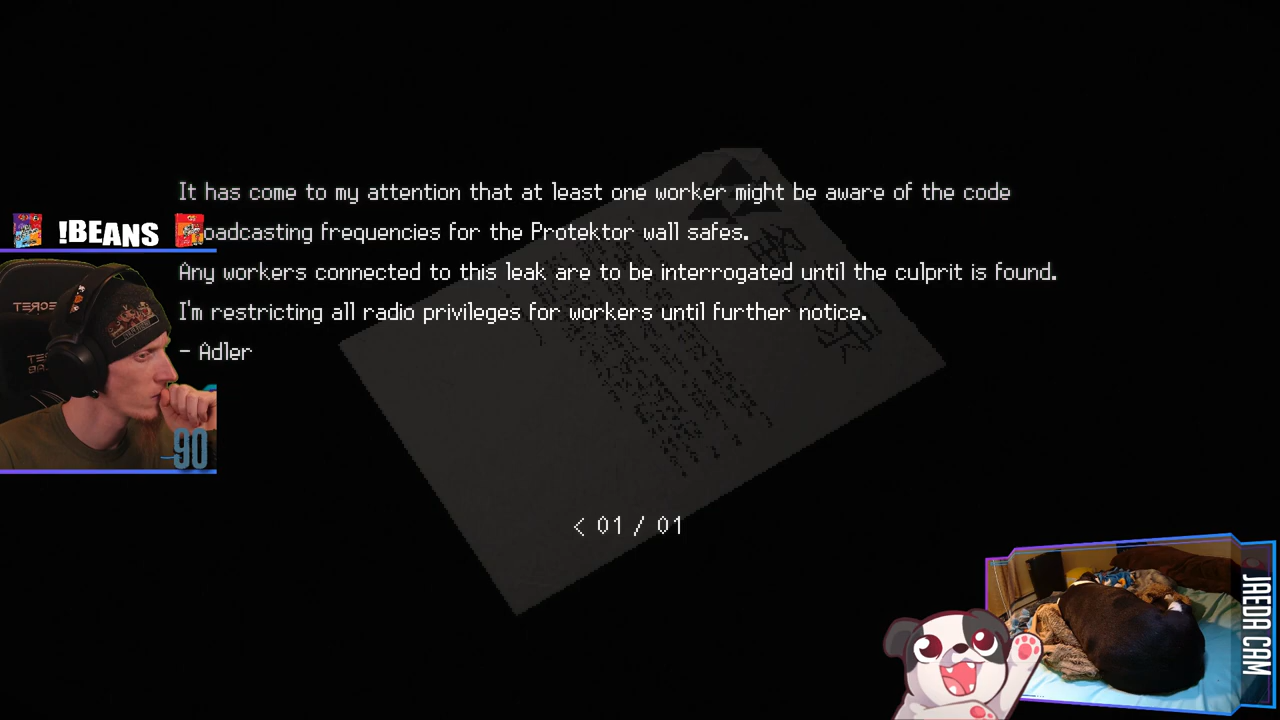 It has come to my attention that at least one worker might be aware of the code
oadcasting frequencies for the Protektor wall safes.
!BEANS
Any workers connected to this leak are to be interrogated until the culprit is found.
I'm restricting all radio privileges for workers until further notice.
- Adler
90
< 01 / 01
JAEDA CAM